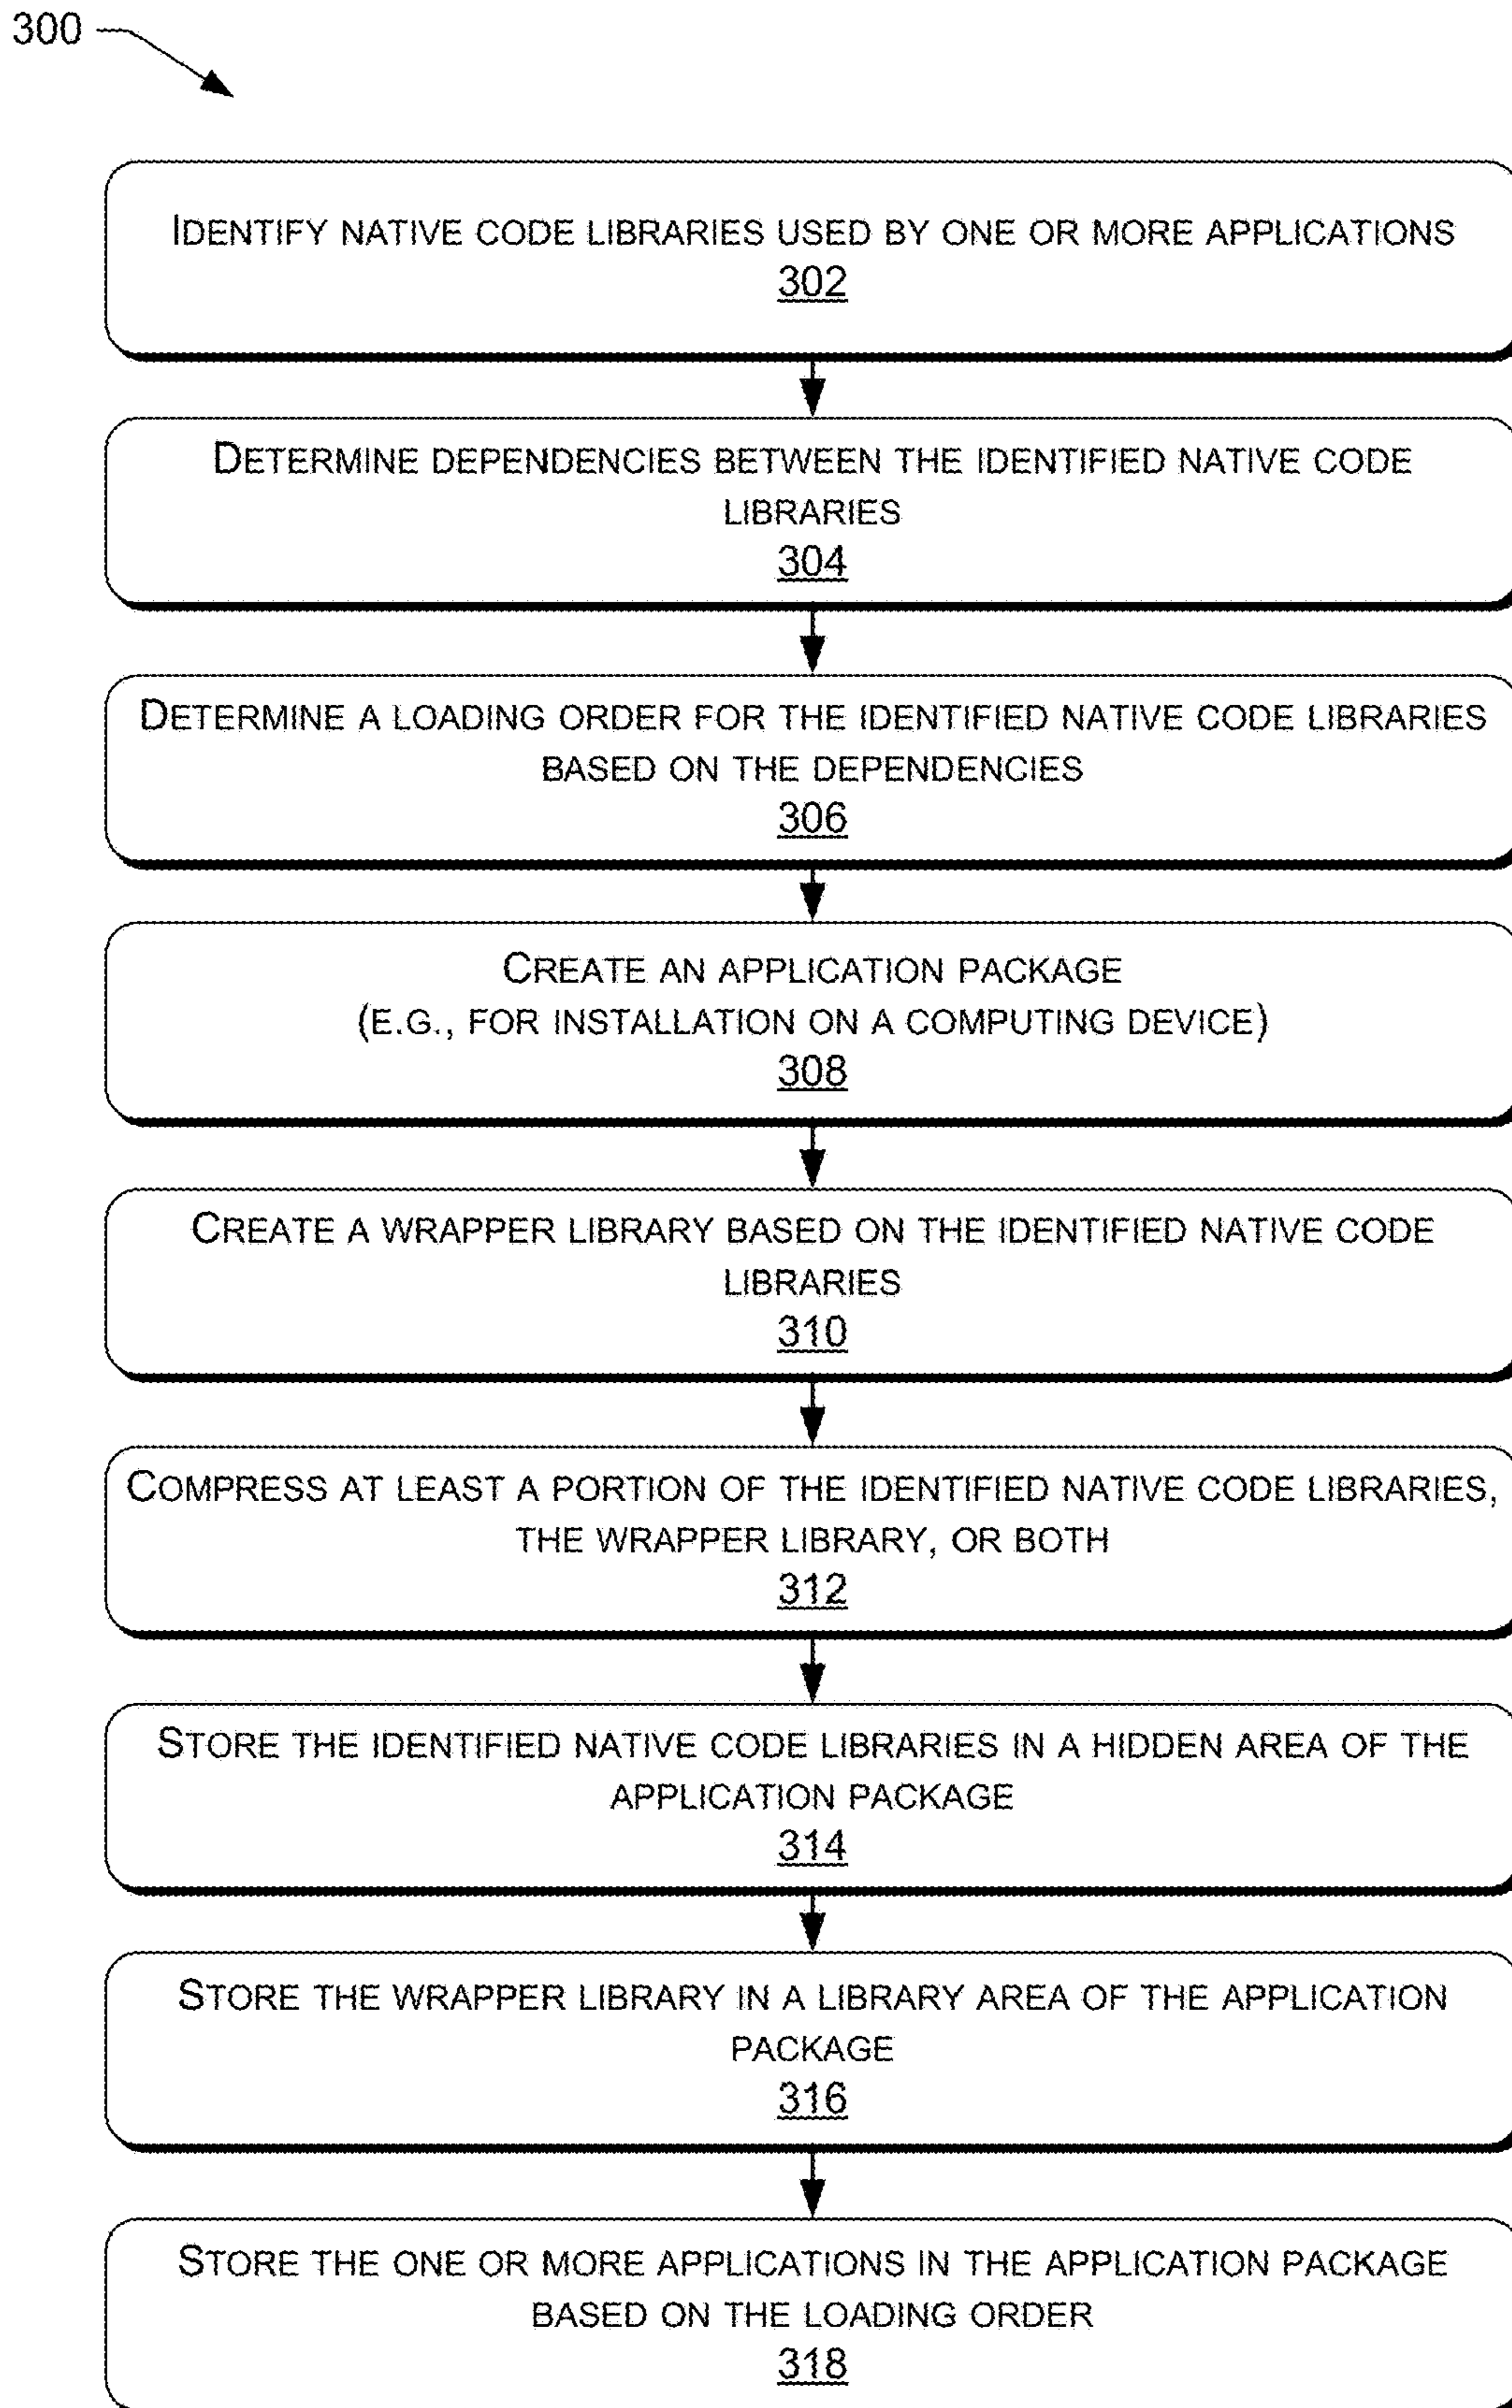 300
IDENTIFY NATIVE CODE LIBRARIES USED BY ONE OR MORE APPLICATIONS
302
DETERMINE DEPENDENCIES BETWEEN THE IDENTIFIED NATIVE CODE
LIBRARIES
304
DETERMINE A LOADING ORDER FOR THE IDENTIFIED NATIVE CODE LIBRARIES
BASED ON THE DEPENDENCIES
306
CREATE AN APPLICATION PACKAGE
(E.G., FOR INSTALLATION ON A COMPUTING DEVICE)
308
CREATE A WRAPPER LIBRARY BASED ON THE IDENTIFIED NATIVE CODE
LIBRARIES
310
COMPRESS AT LEAST A PORTION OF THE IDENTIFIED NATIVE CODE LIBRARIES,
THE WRAPPER LIBRARY, OR BOTH
312
STORE THE IDENTIFIED NATIVE CODE LIBRARIES IN A HIDDEN AREA OF THE
APPLICATION PACKAGE
314
STORE THE WRAPPER LIBRARY IN A LIBRARY AREA OF THE APPLICATION
PACKAGE
316
STORE THE ONE OR MORE APPLICATIONS IN THE APPLICATION PACKAGE
BASED ON THE LOADING ORDER
318